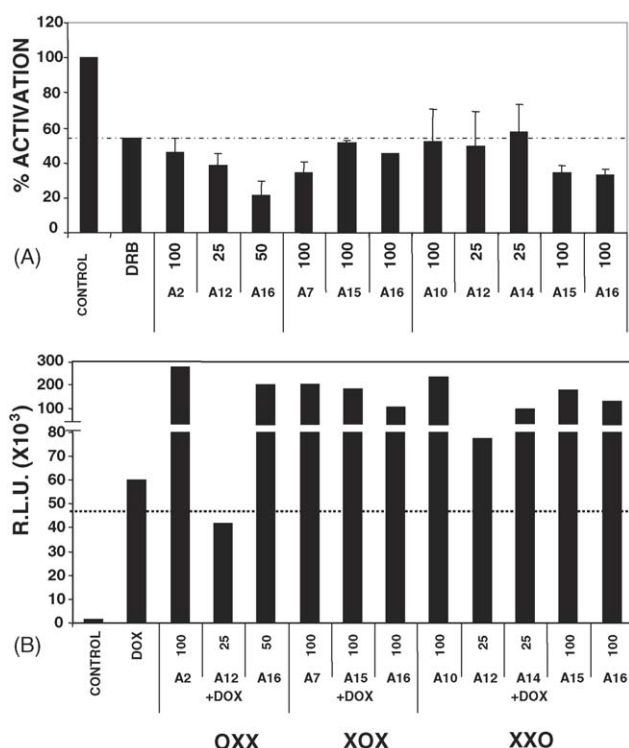 120
100
80
60
40
20
0
% ACTIVATION
(A)
CONTROL DRB 100 25 50 100 100 100 100 25 25 100 100
A2 A12 A16 A7 A15 A16 A10 A12 A14 A15 A16
300
200
100
80
70
60
50
40
30
20
10
0
R.L.U. (X10³)
(B)
CONTROL DOX 100 25 50 100 100 100 100 25 25 100 100
A2 A12 A16 A7 A15 A16 A10 A12 A14 A15 A16
+DOX +DOX +DOX
OXX XOX XXO